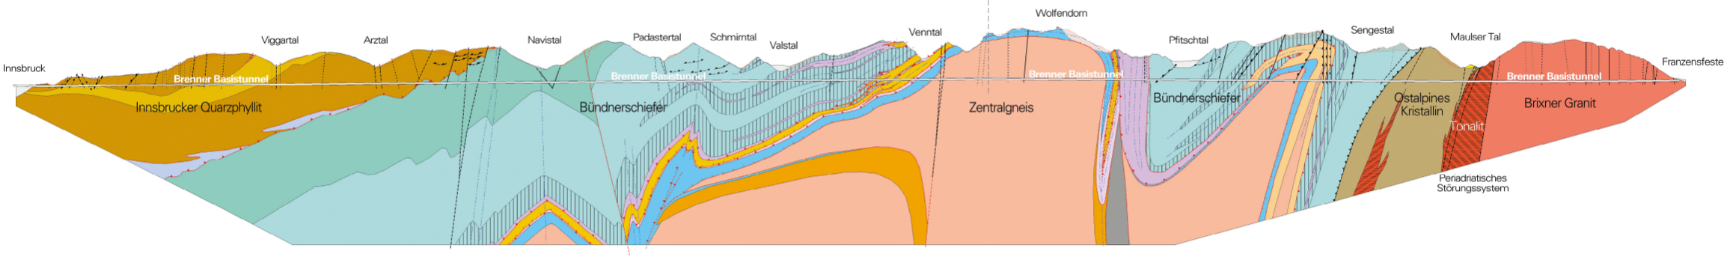 Innsbruck
Viggartal
Arztal
Navistal
Padastertal
Schmirntal
Valstal
Venntal
Wolfendorn
Pfitschtal
Sengestal
Maulser Tal
Franzensfeste
Brenner Basistunnel
Brenner Basistunnel
Brenner Basistunnel
Brenner Basistunnel
Innsbrucker Quarzphyllit
Bündnerschiefer
Zentralgneis
Bündnerschiefer
Ostalpines
Kristallin
Tonalit
Brixner Granit
Periadriatisches
Störungssystem